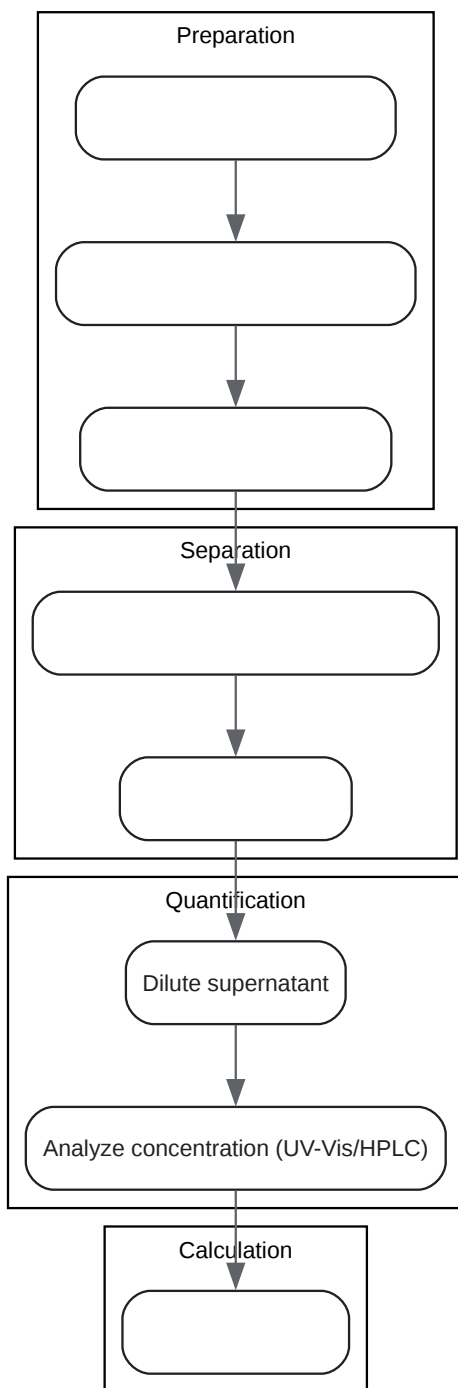 Preparation
Separation
Quantification
Dilute supernatant
Analyze concentration (UV-Vis/HPLC)
Calculation